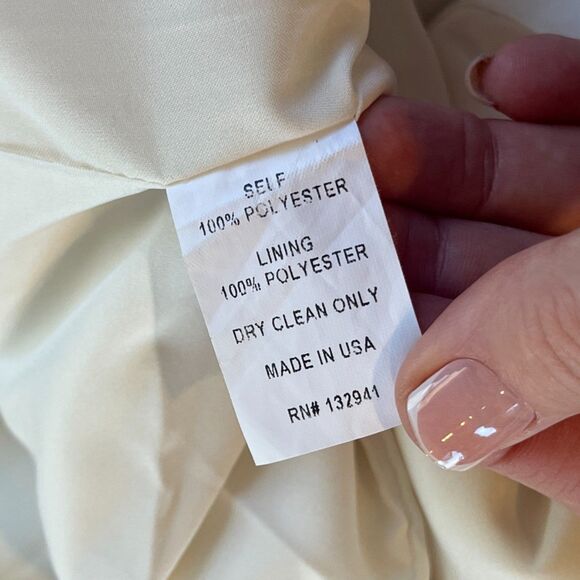 SELF
100% POLYESTER
LINING
100% POLYESTER
DRY CLEAN ONLY
MADE IN USA
RN# 132941